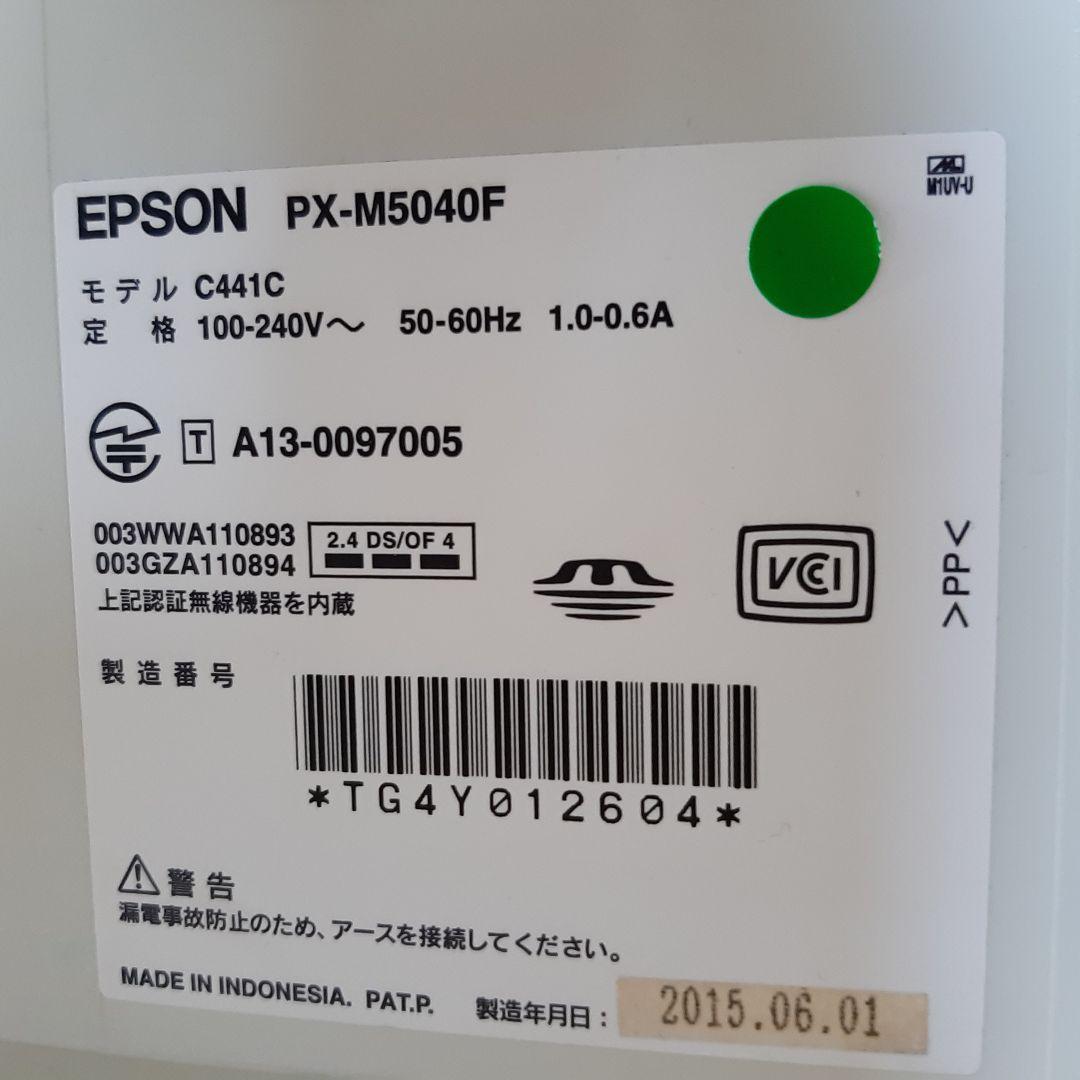 EPSON PX-M5040F
M1UV-U
モデル C441C
定 格 100-240V～ 50-60Hz 1.0-0.6A
T A13-0097005
003WWA110893
003GZA110894
2.4 DS/OF 4
上記認証無線機器を内蔵
VCCI
>PP<
製造番号
*TG4Y012604*
警告
漏電事故防止のため、アースを接続してください。
MADE IN INDONESIA. PAT.P. 製造年月日： 2015.06.01